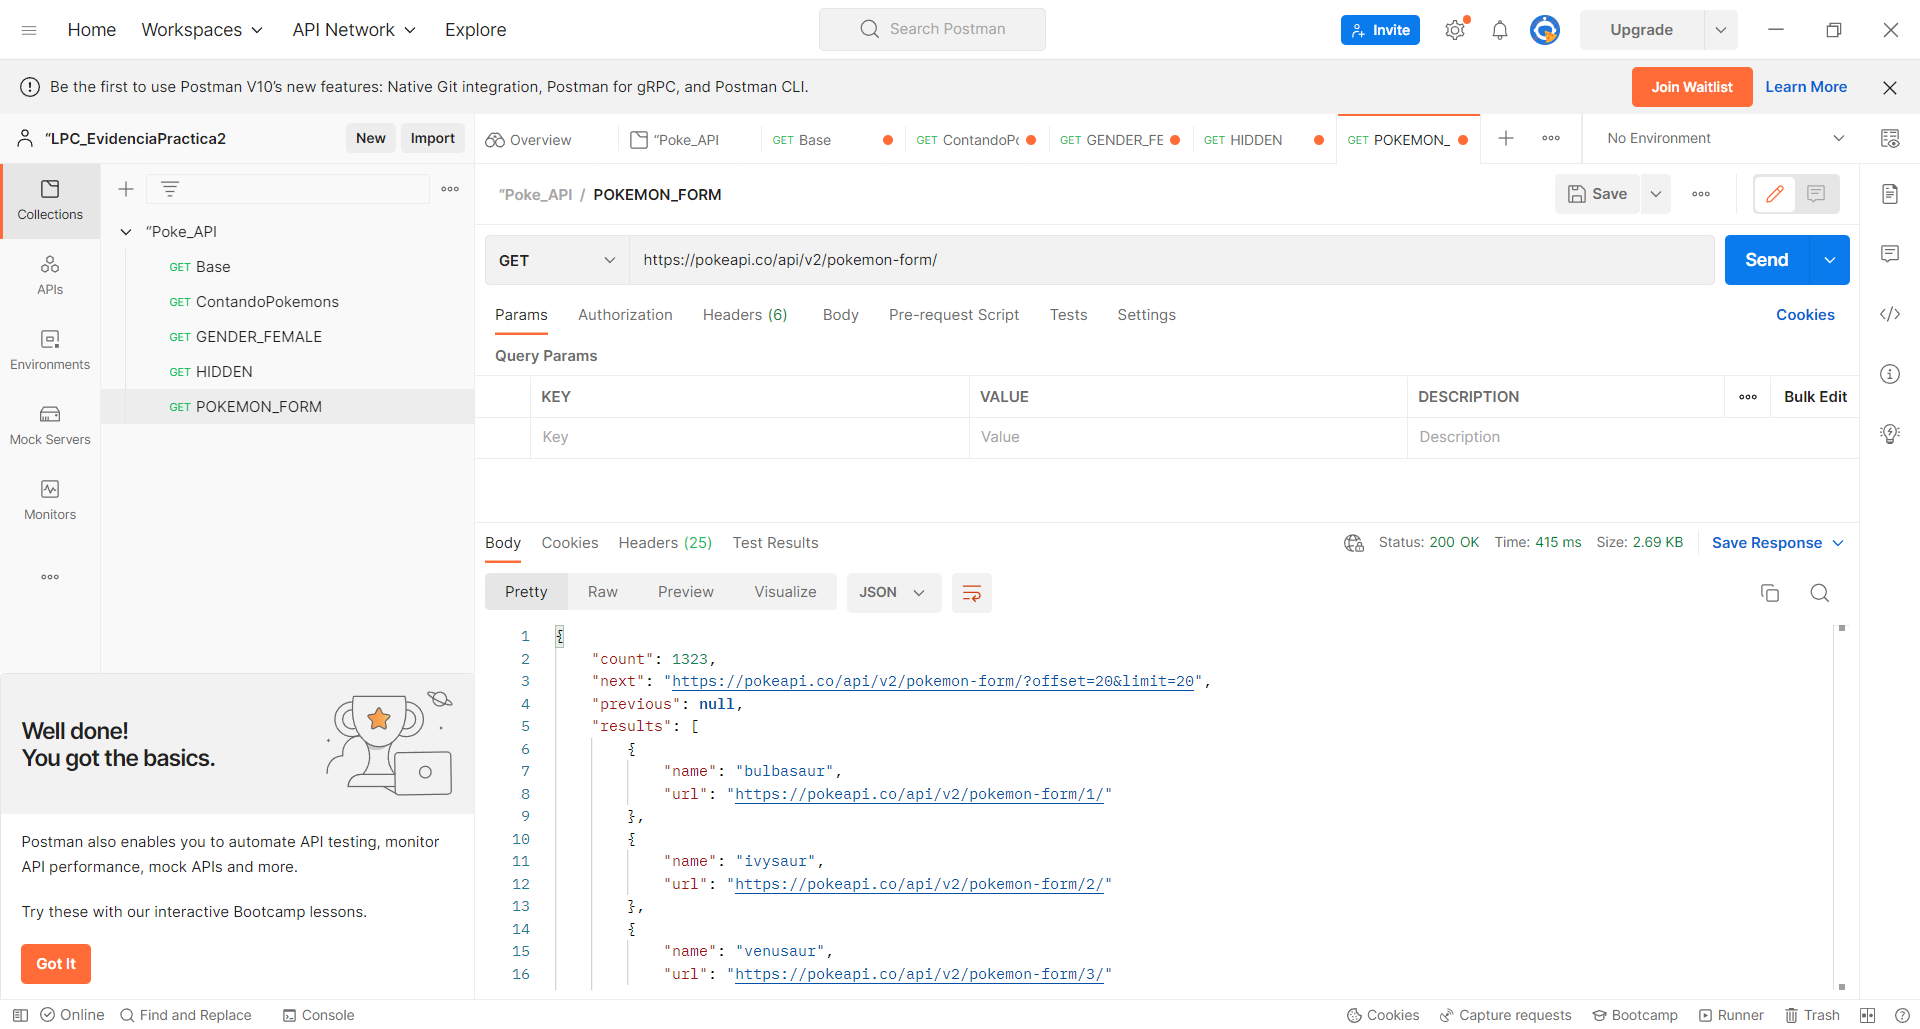 Home Workspaces API Network Explore Search Postman Invite Upgrade
Be the first to use Postman V10's new features: Native Git integration, Postman for gRPC, and Postman CLI. Join Waitlist Learn More
“LPC_EvidenciaPractica2 New Import
Overview “Poke_API GET Base GET ContandoPo GET GENDER_FE GET HIDDEN GET POKEMON_ No Environment
Collections
APIs
Environments
Mock Servers
Monitors
“Poke_API
GET Base
GET ContandoPokemons
GET GENDER_FEMALE
GET HIDDEN
GET POKEMON_FORM
Well done!
You got the basics.
Postman also enables you to automate API testing, monitor
API performance, mock APIs and more.
Try these with our interactive Bootcamp lessons.
Got It
“Poke_API / POKEMON_FORM Save
GET https://pokeapi.co/api/v2/pokemon-form/ Send
Params Authorization Headers (6) Body Pre-request Script Tests Settings Cookies
Query Params
KEY VALUE DESCRIPTION Bulk Edit
Key Value Description
Body Cookies Headers (25) Test Results Status: 200 OK Time: 415 ms Size: 2.69 KB Save Response
Pretty Raw Preview Visualize JSON
1 {
2 "count": 1323,
3 "next": "https://pokeapi.co/api/v2/pokemon-form/?offset=20&limit=20",
4 "previous": null,
5 "results": [
6 {
7 "name": "bulbasaur",
8 "url": "https://pokeapi.co/api/v2/pokemon-form/1/"
9 },
10 {
11 "name": "ivysaur",
12 "url": "https://pokeapi.co/api/v2/pokemon-form/2/"
13 },
14 {
15 "name": "venusaur",
16 "url": "https://pokeapi.co/api/v2/pokemon-form/3/"
Online Find and Replace Console Cookies Capture requests Bootcamp Runner Trash